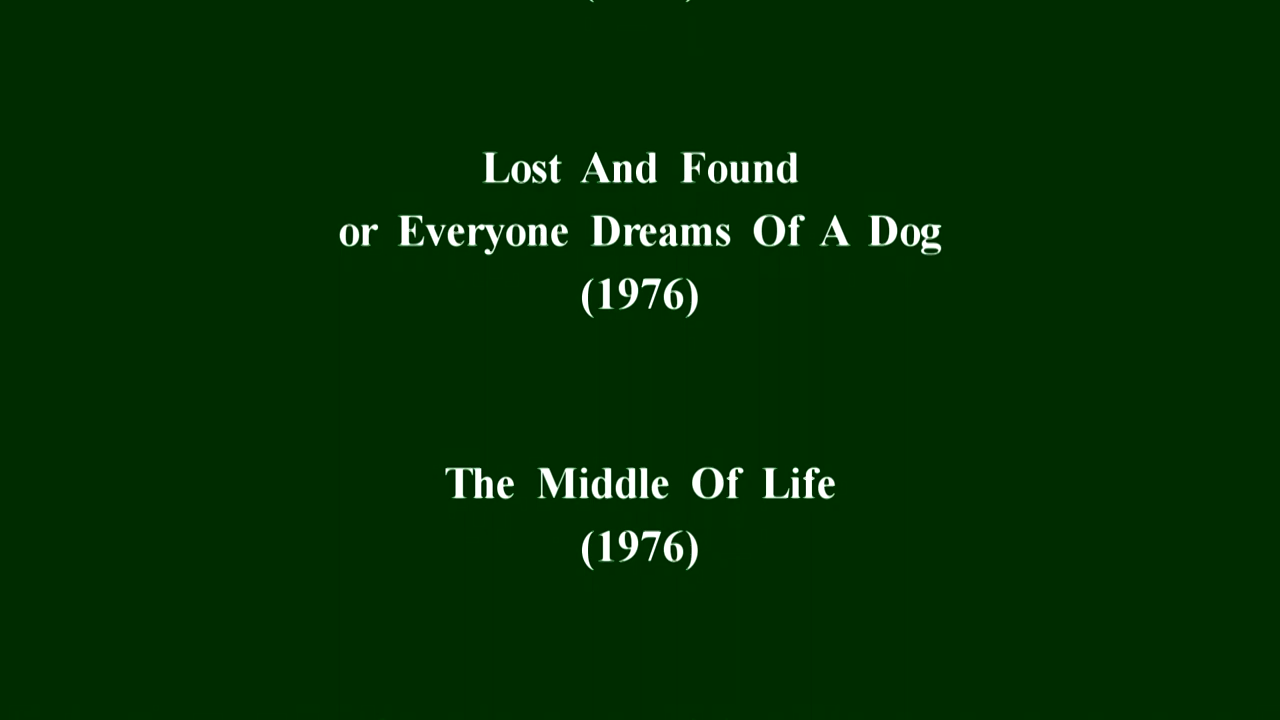 Lost And Found
or Everyone Dreams Of A Dog
(1976)
The Middle Of Life
(1976)